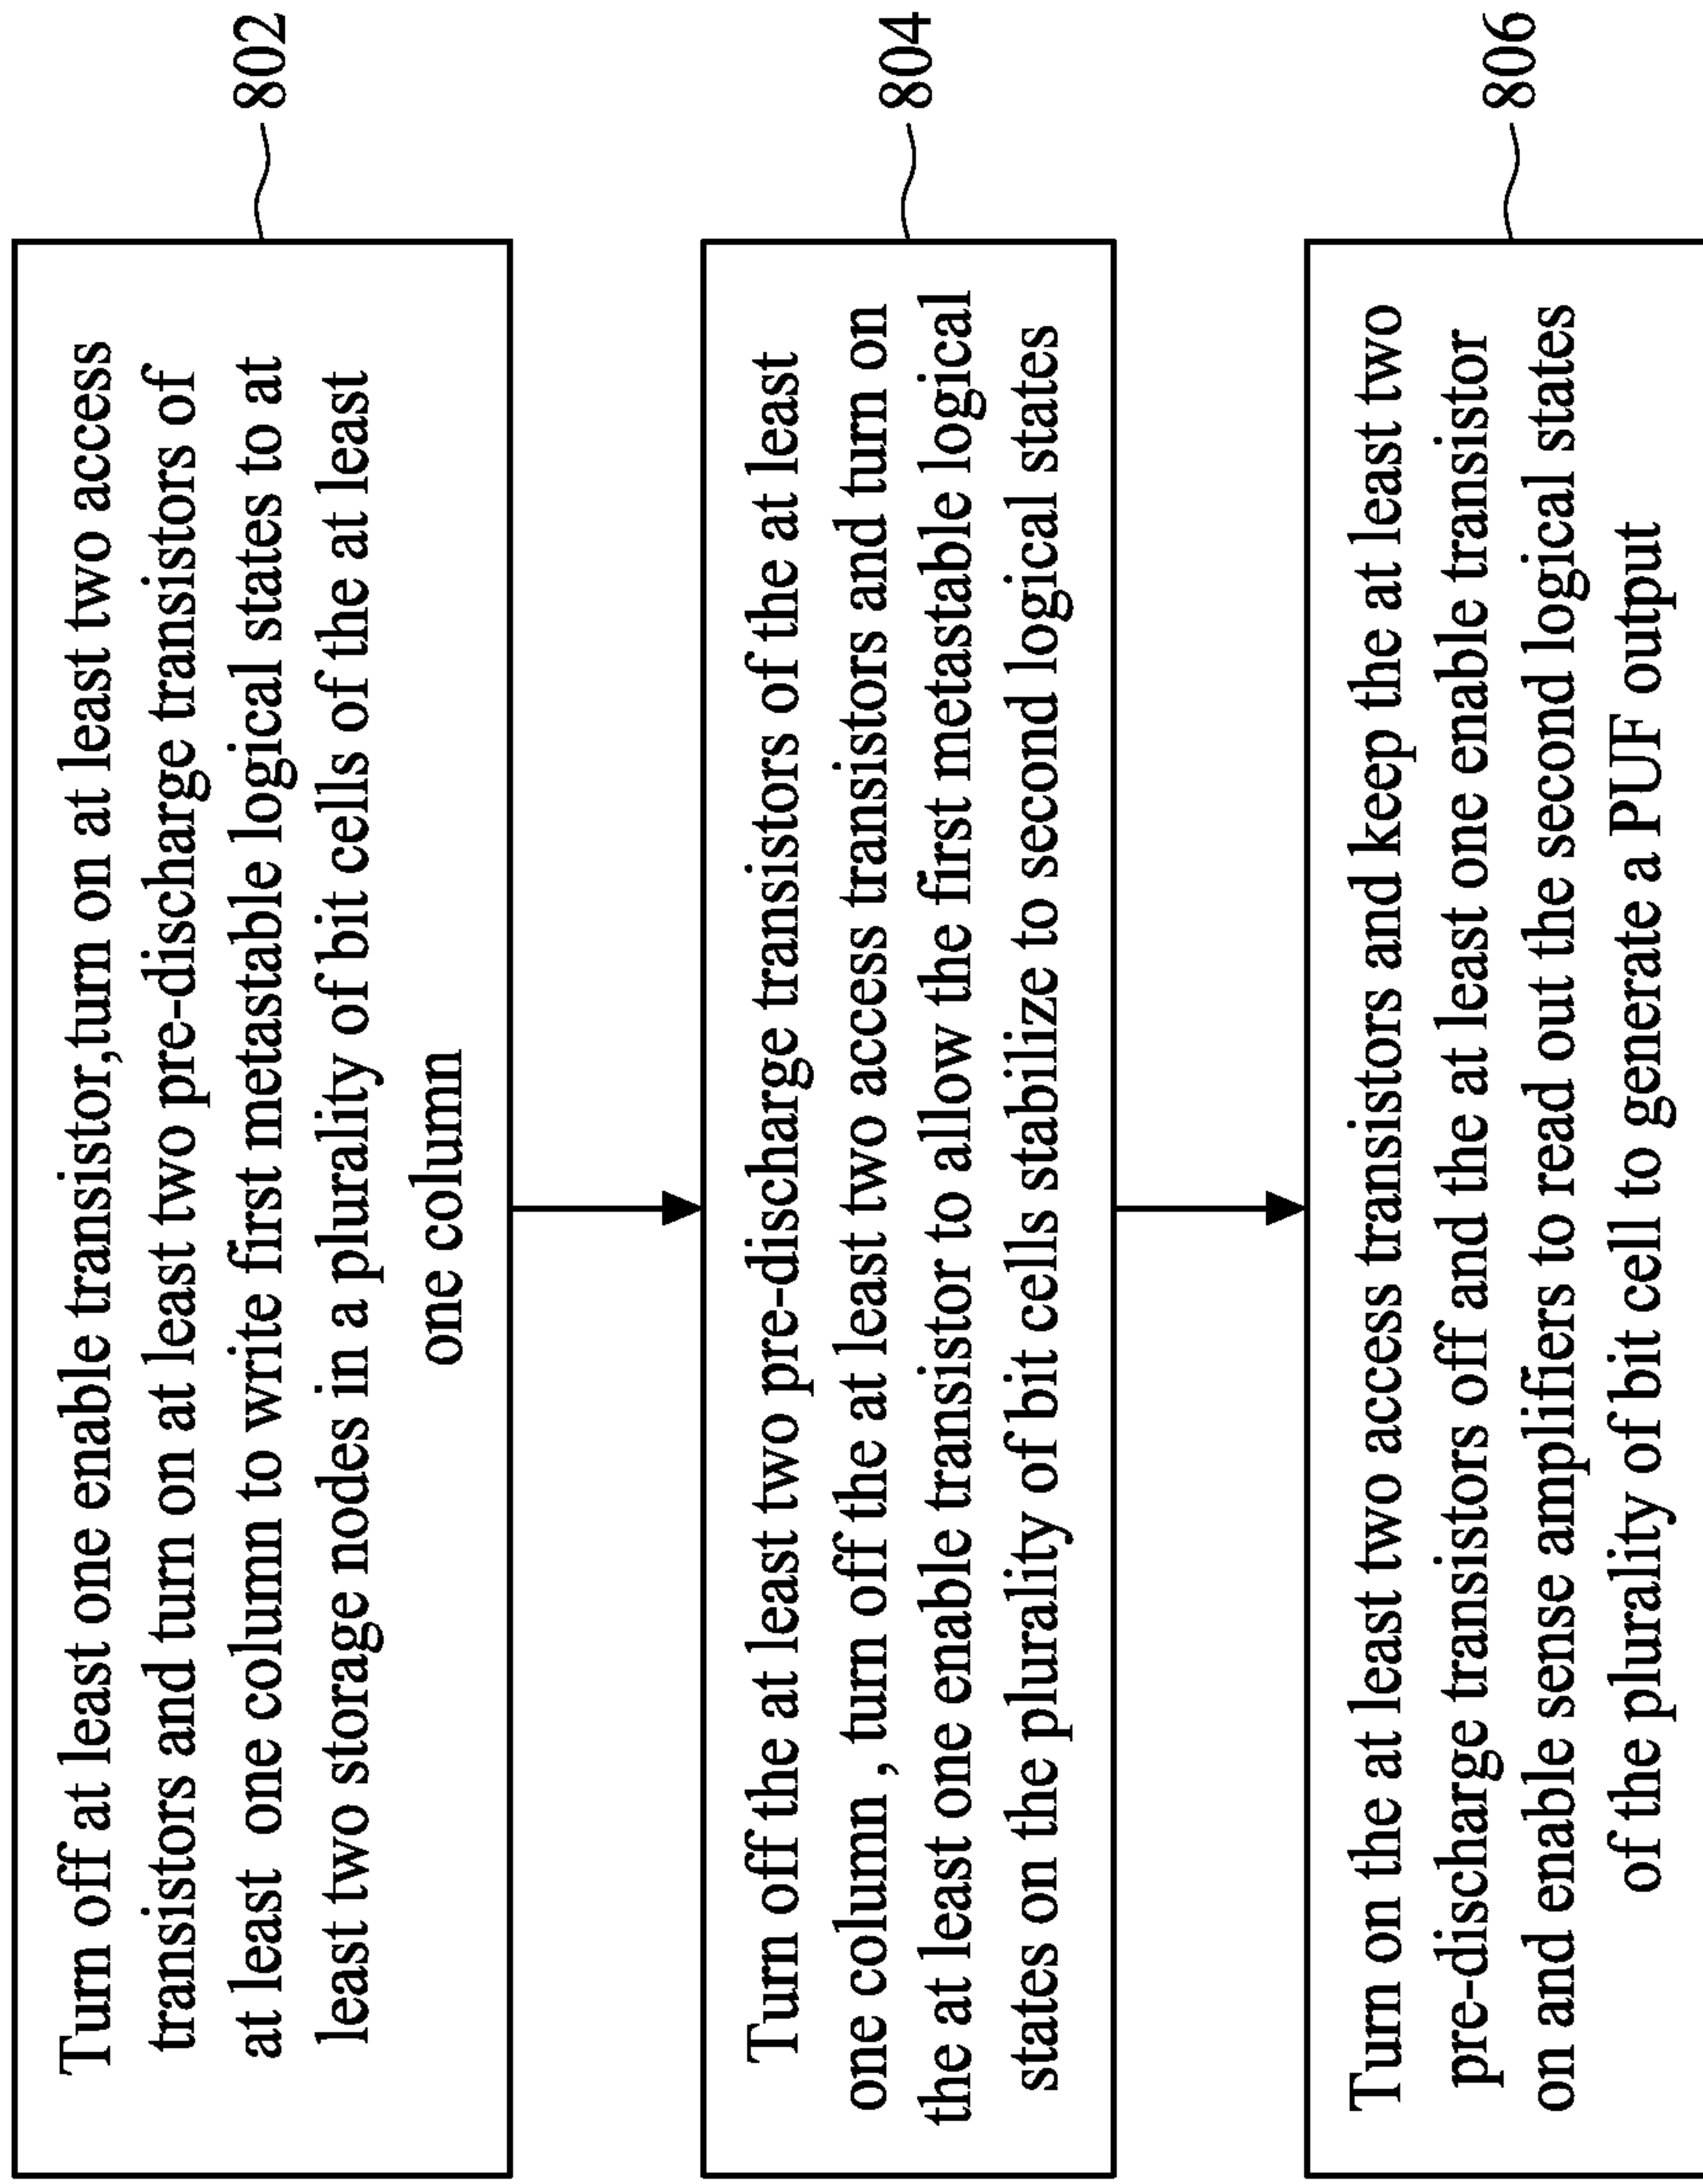 Turn off at least one enable transistor,turn on at least two access
transistors and turn on at least two pre-discharge transistors of
at least one column to write first metastable logical states to at
least two storage nodes in a plurality of bit cells of the at least
one column
802
Turn off the at least two pre-discharge transistors of the at least
one column , turn off the at least two access transistors and turn on
the at least one enable transistor to allow the first metastable logical
states on the plurality of bit cells stabilize to second logical states
804
Turn on the at least two access transistors and keep the at least two
pre-discharge transistors off and the at least one enable transistor
on and enable sense amplifiers to read out the second logical states
of the plurality of bit cell to generate a PUF output
806